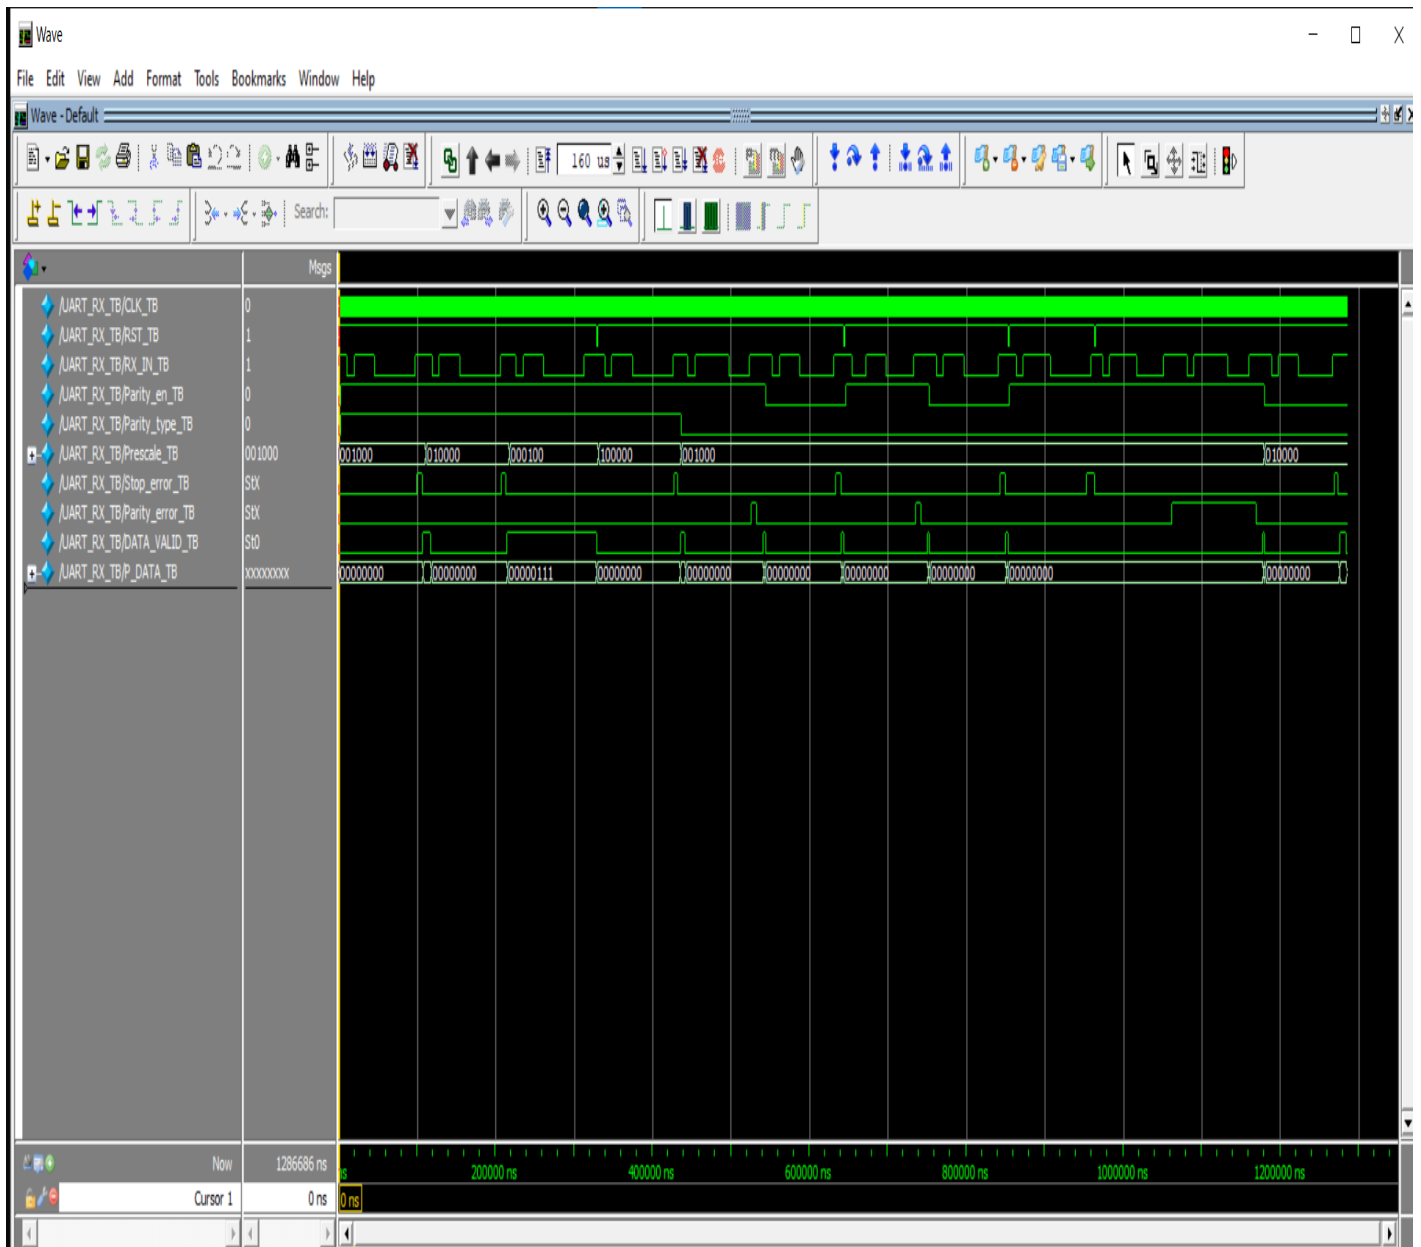 Wave
File Edit View Add Format Tools Bookmarks Window Help
Wave - Default
160 us
Search:
Msgs
/UART_RX_TB/CLK_TB 0
/UART_RX_TB/RST_TB 1
/UART_RX_TB/RX_IN_TB 1
/UART_RX_TB/Parity_en_TB 0
/UART_RX_TB/Parity_type_TB 0
/UART_RX_TB/Prescale_TB 001000 001000 010000 000100 100000 001000 010000
/UART_RX_TB/Stop_error_TB StX
/UART_RX_TB/Parity_error_TB StX
/UART_RX_TB/DATA_VALID_TB St0
/UART_RX_TB/P_DATA_TB xxxxxxxx 00000000 00000000 00000111 00000000 00000000 00000000 00000000 00000000 00000000 00000000
Now 1286686 ns ns 200000 ns 400000 ns 600000 ns 800000 ns 1000000 ns 1200000 ns
Cursor 1 0 ns 0 ns